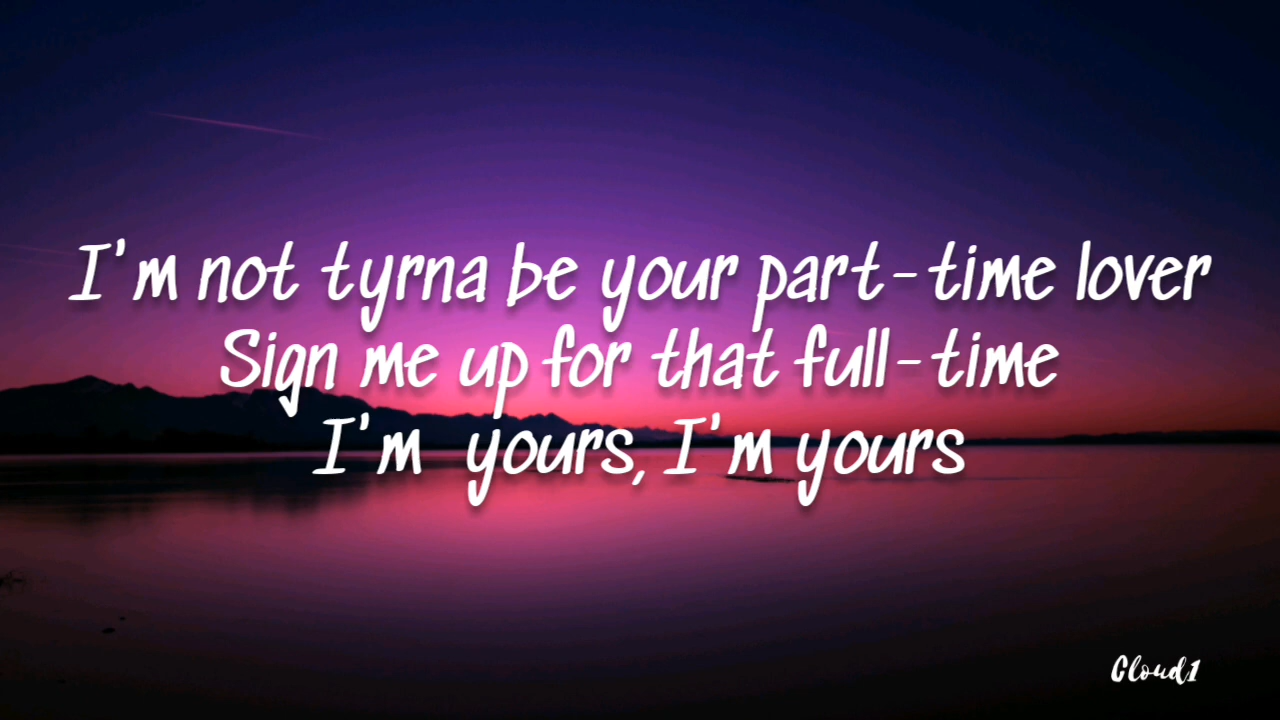 I'm not tyrna be your part-time lover
Sign me up for that full-time
I'm yours, I'm yours
Cloud1